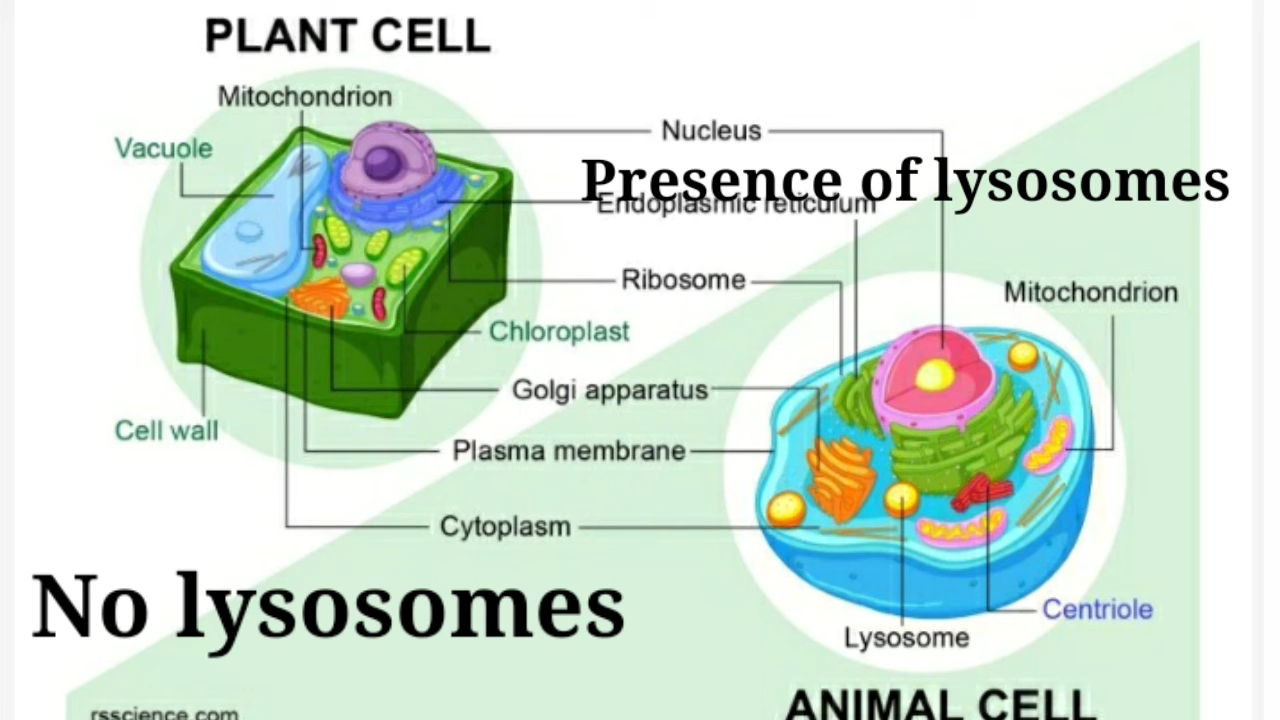 PLANT CELL
Mitochondrion
Vacuole
Nucleus
Presence of lysosomes
Endoplasmic reticulum
Ribosome
Mitochondrion
Chloroplast
Golgi apparatus
Cell wall
Plasma membrane
Cytoplasm
No lysosomes
Centriole
Lysosome
ANIMAL CELL
rsscience.com